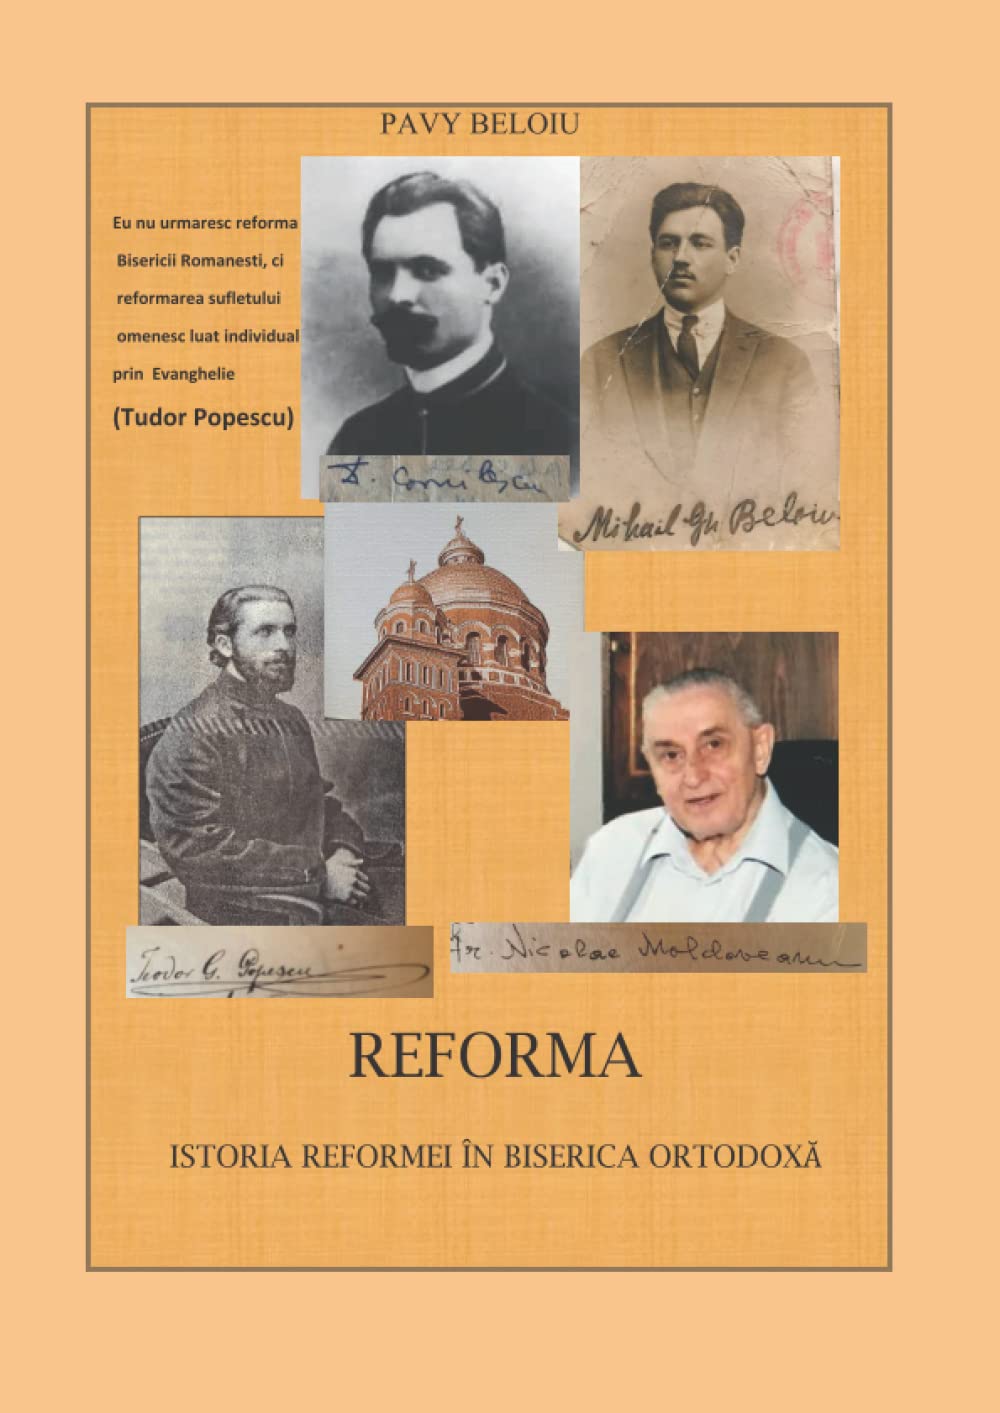 PAVY BELOIU
Eu nu urmaresc reforma
Bisericii Romanesti, ci
reformarea sufletului
omenesc luat individual
prin Evanghelie
(Tudor Popescu)
D. Cornilescu
Mihail Gh Beloiu
Teodor G. Popescu
fr. Nicolae Moldoveanu
REFORMA
ISTORIA REFORMEI ÎN BISERICA ORTODOXĂ